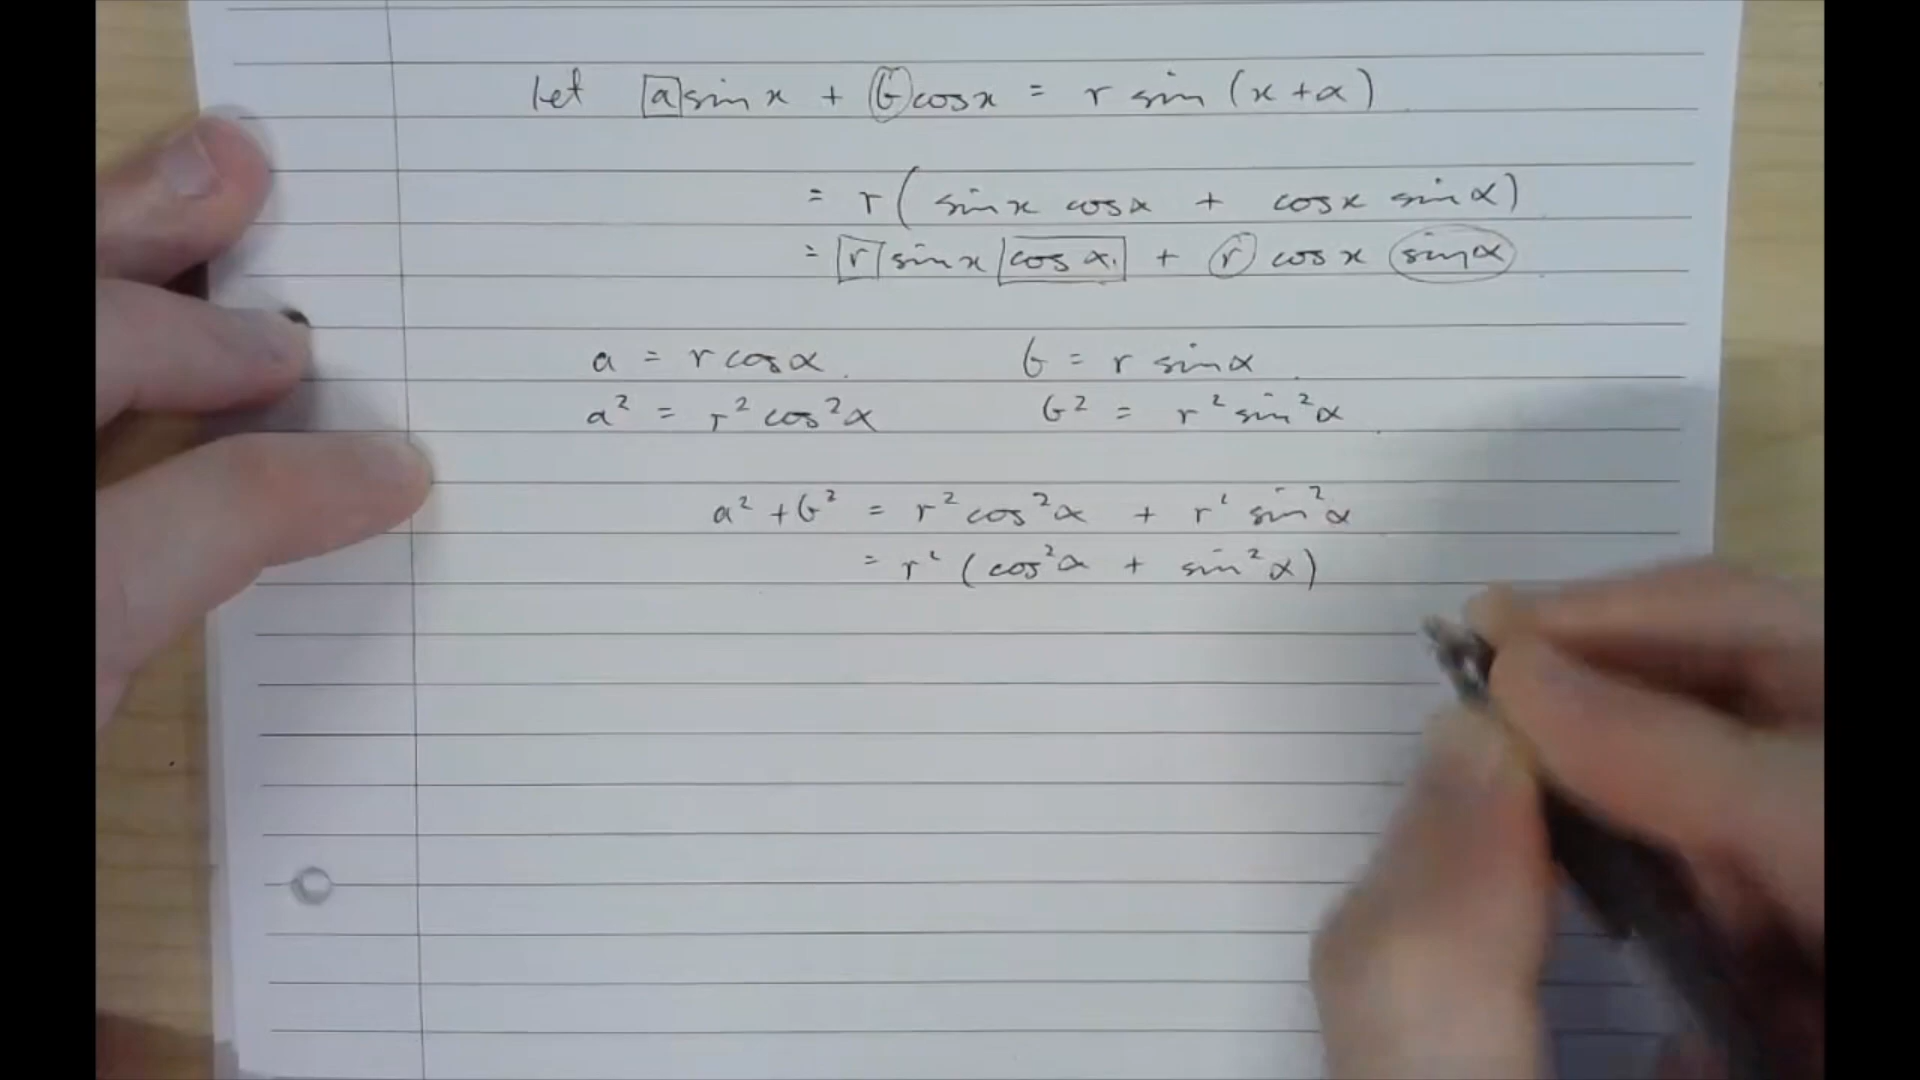 let a sin x + b cos x = r sin (x + α)
= r ( sin x cos α + cos x sin α)
= r sin x cos α + r cos x sin α
a = r cos α b = r sin α
a² = r² cos² α b² = r² sin² α
a² + b² = r² cos² α + r² sin² α
= r² (cos² α + sin² α)